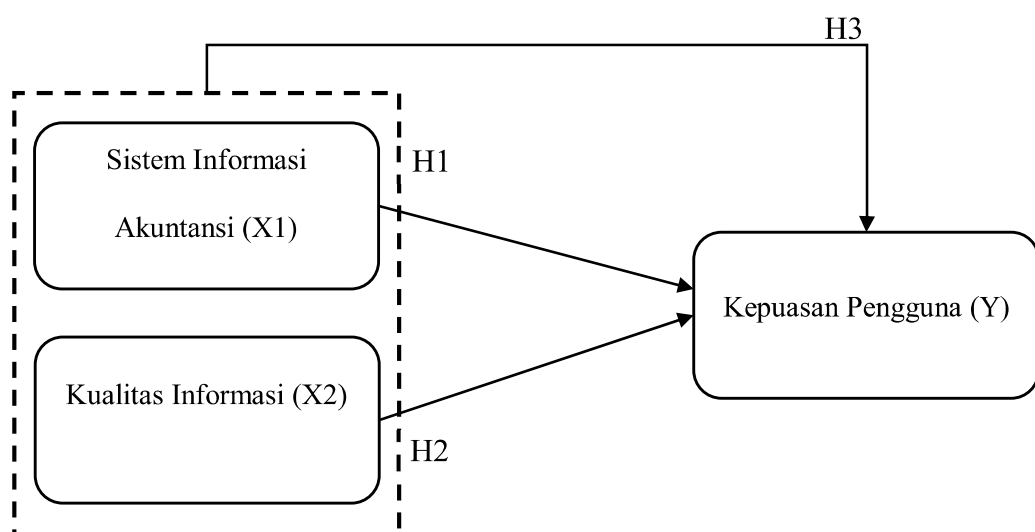 H3
Sistem Informasi
Akuntansi (X1)
H1
Kepuasan Pengguna (Y)
Kualitas Informasi (X2)
H2